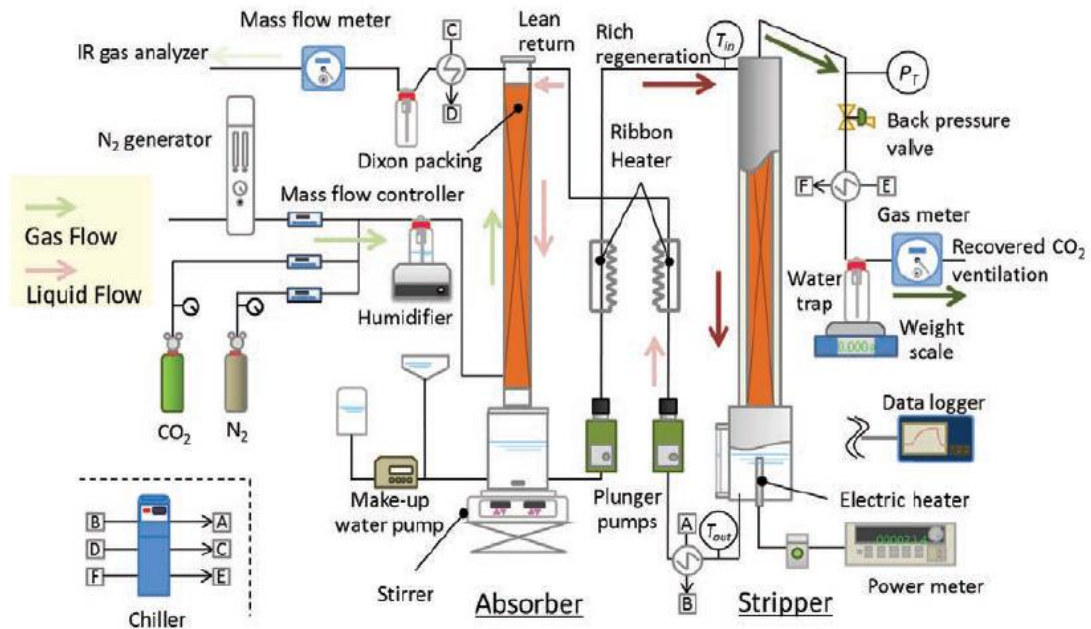 Mass flow meter
C
Lean
return
Rich
regeneration
T_in
IR gas analyzer
P_T
D
N2 generator
Dixon packing
Ribbon
Heater
Back pressure
valve
Mass flow controller
F
E
Gas Flow
Gas meter
Recovered CO2
ventilation
Liquid Flow
Humidifier
Water
trap
Weight
scale
0.000g
Data logger
CO2
N2
Make-up
water pump
Plunger
pumps
Electric heater
A
T_out
B
A
D
C
F
E
B
Stirrer
Power meter
Chiller
Absorber
Stripper